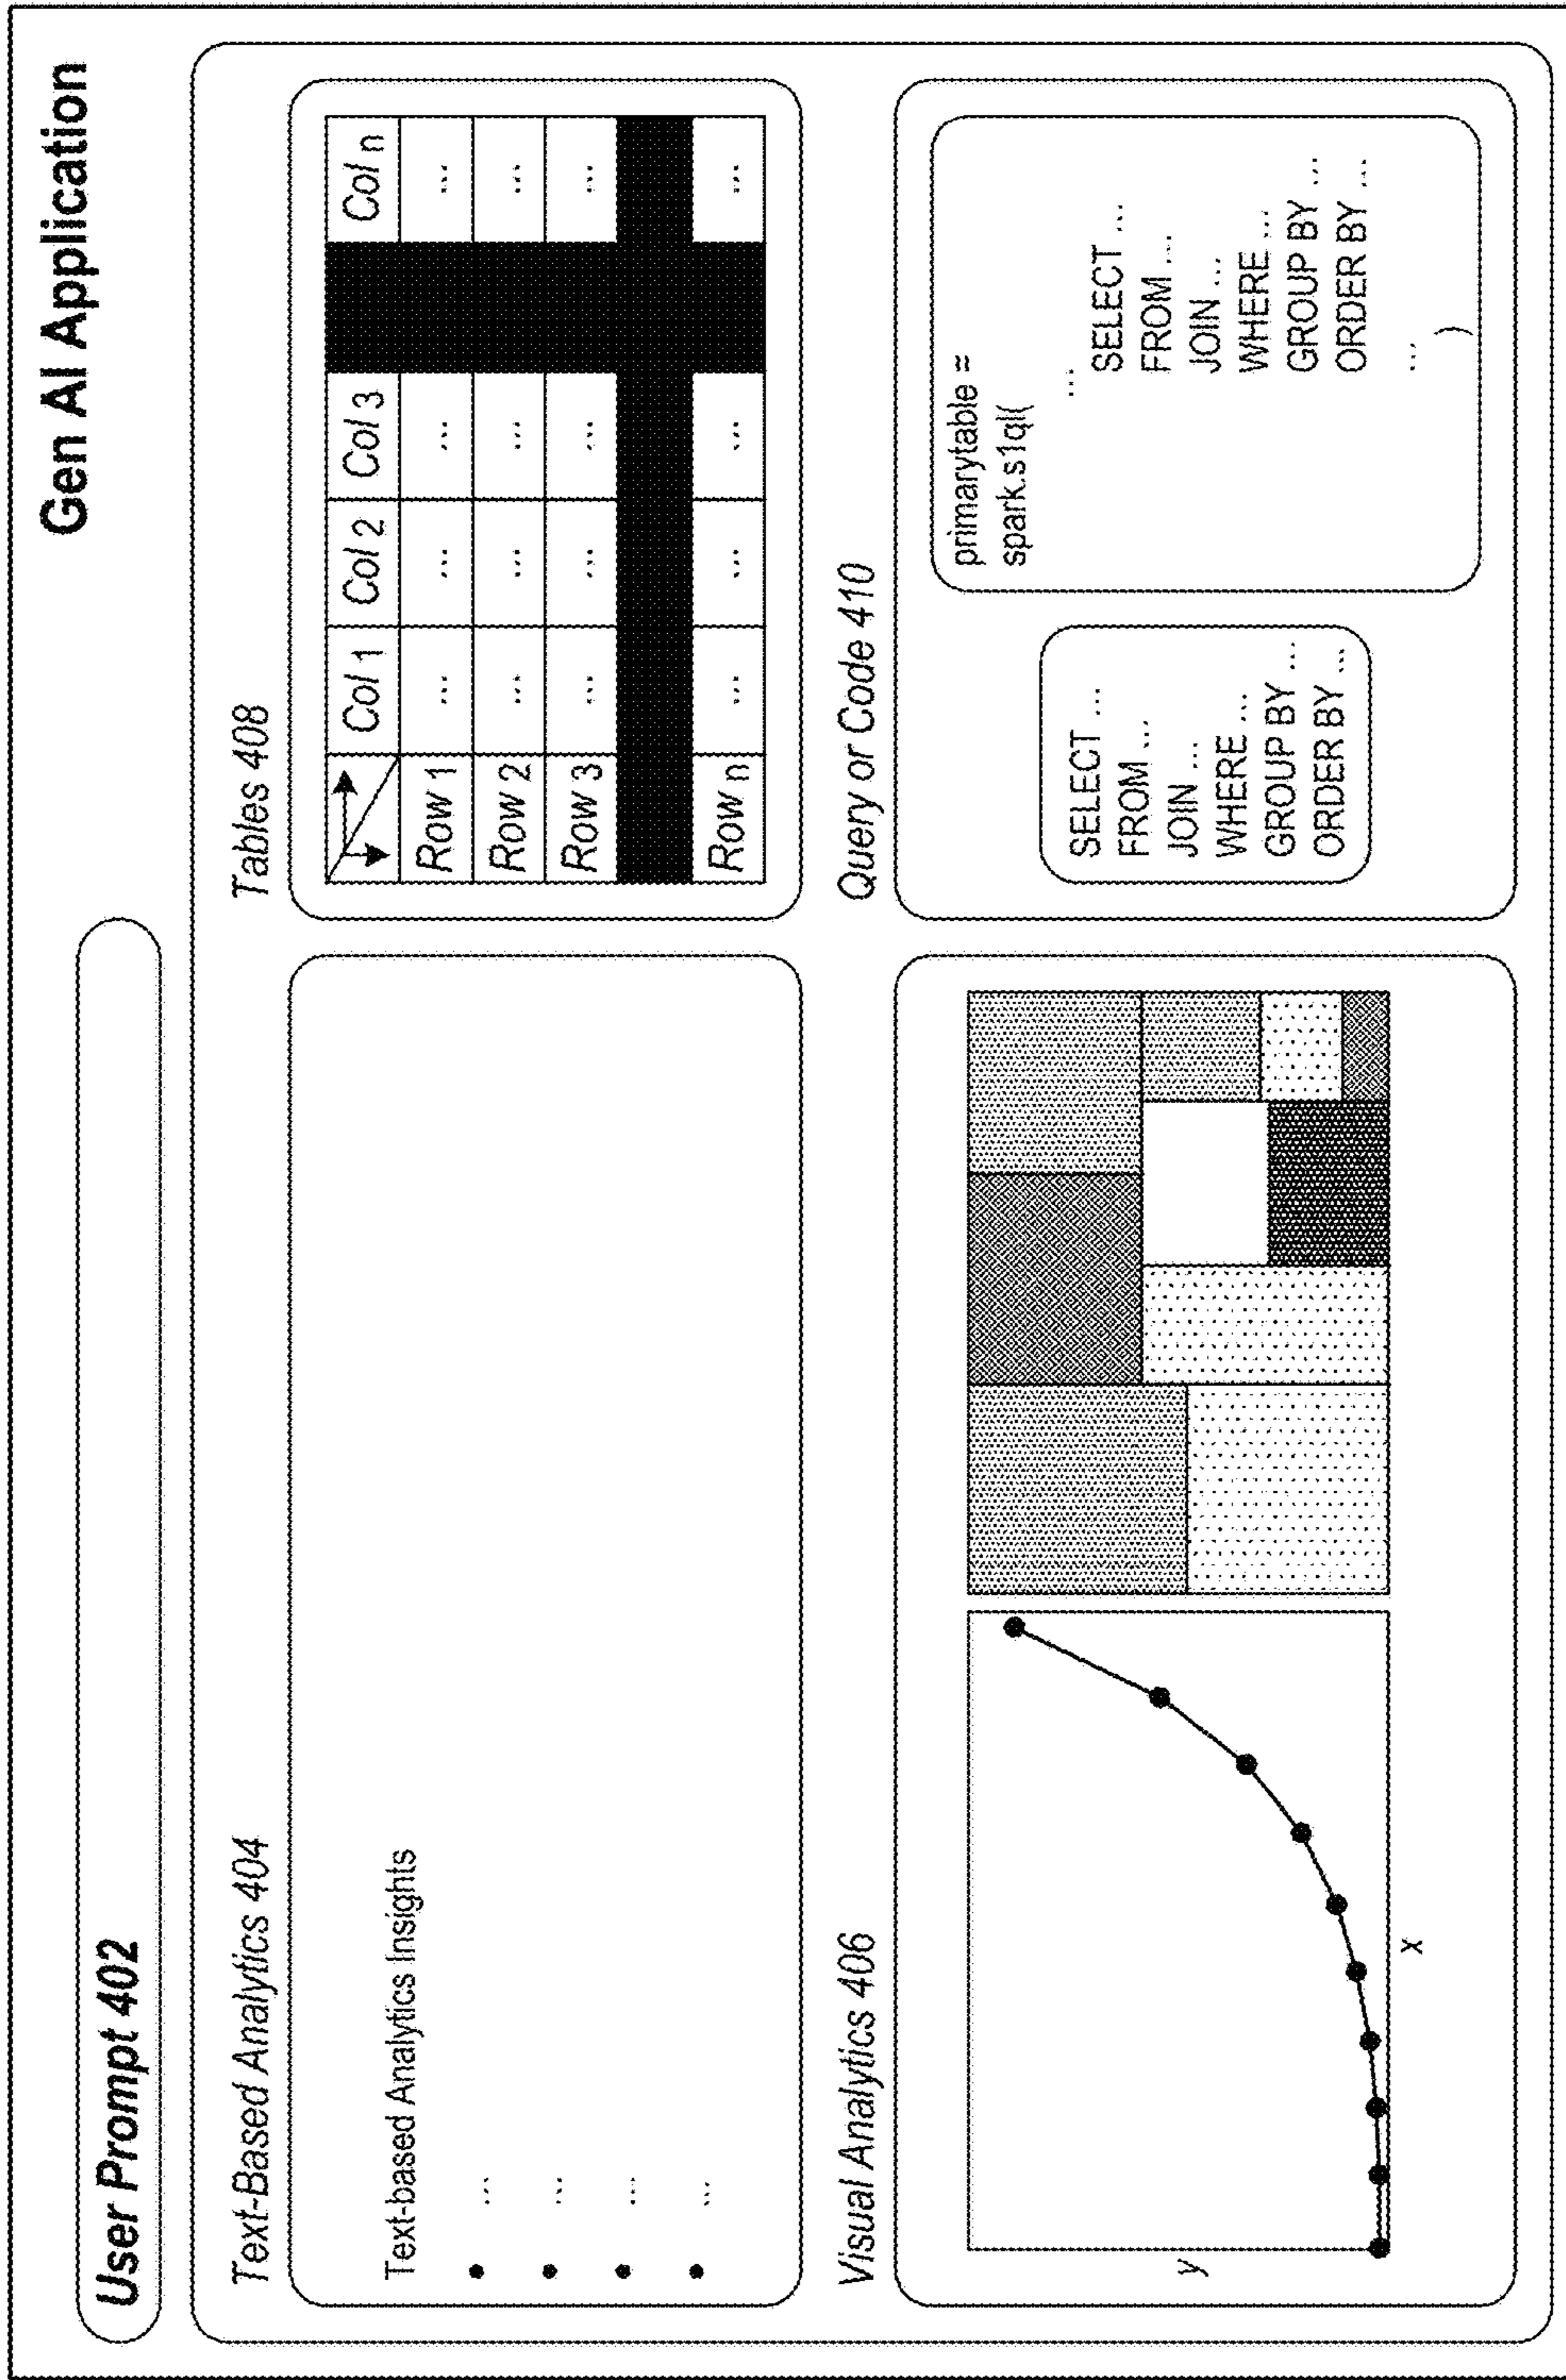 Gen AI Application
User Prompt 402
Text-Based Analytics 404
Text-based Analytics Insights
• ...
• ...
• ...
• ...
Tables 408
Col 1 Col 2 Col 3 Col n
Row 1 ... ... ... ...
Row 2 ... ... ... ...
Row 3 ... ... ... ...
Row n ... ... ... ...
Visual Analytics 406
y
x
Query or Code 410
SELECT ...
FROM ...
JOIN ...
WHERE ...
GROUP BY ...
ORDER BY ...
primarytable =
spark.s1ql(
...
SELECT ...
FROM ...
JOIN ...
WHERE ...
GROUP BY ...
ORDER BY ...
...
)